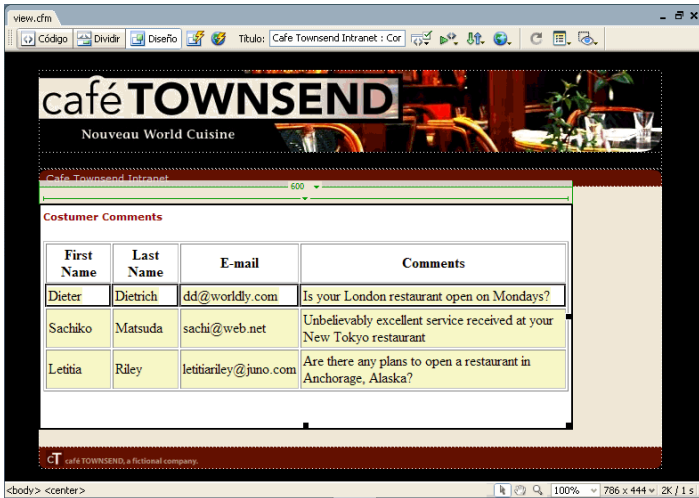 view.cfm
Código Dividir Diseño Título: Cafe Townsend Intranet : Cor
café TOWNSEND
Nouveau World Cuisine
Cafe Townsend Intranet
600
Costumer Comments
First Name Last Name E-mail Comments
Dieter Dietrich dd@worldly.com Is your London restaurant open on Mondays?
Sachiko Matsuda sachi@web.net Unbelievably excellent service received at your
New Tokyo restaurant
Letitia Riley letitiariley@juno.com Are there any plans to open a restaurant in
Anchorage, Alaska?
cT café TOWNSEND, a fictional company.
<body> <center> 100% 786 x 444 2K / 1 s